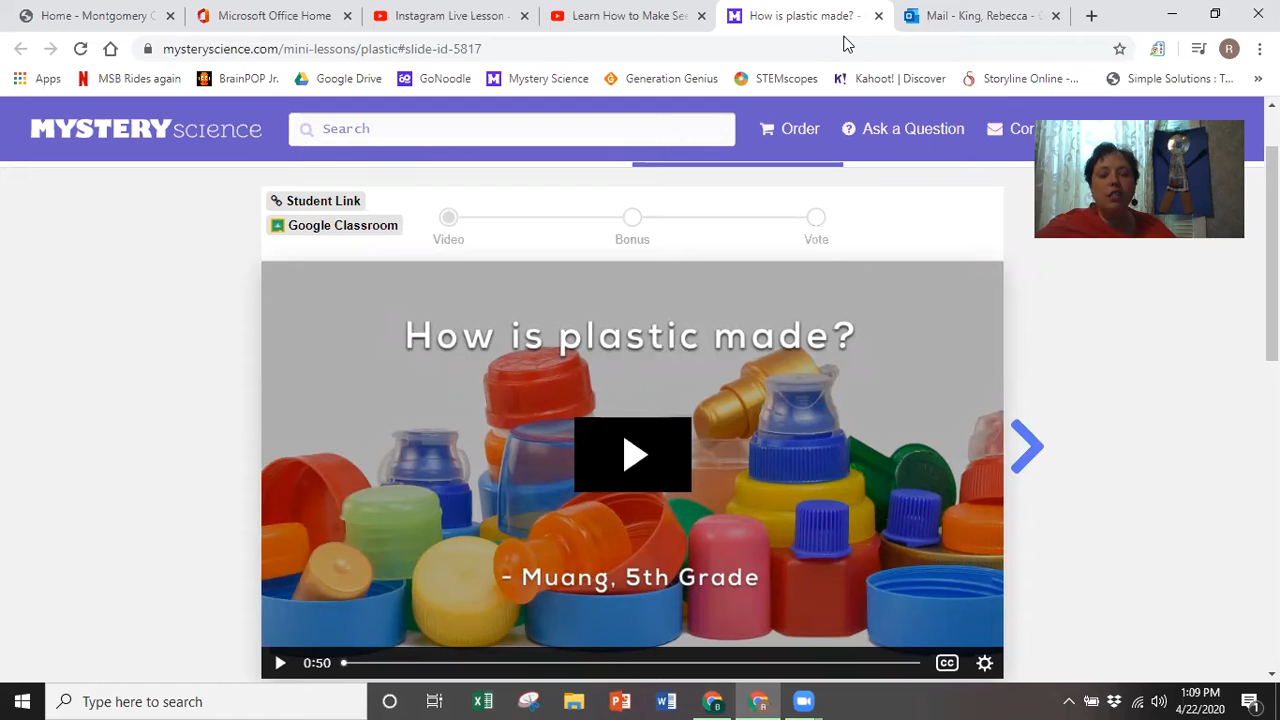 Home - Montgomery C
Microsoft Office Home
Instagram Live Lesson -
Learn How to Make See
How is plastic made? -
Mail - King, Rebecca - C
mysteryscience.com/mini-lessons/plastic#slide-id-5817
R
Apps
MSB Rides again
BrainPOP Jr.
Google Drive
GoNoodle
Mystery Science
Generation Genius
STEMscopes
K! Kahoot! | Discover
Storyline Online -...
Simple Solutions : T...
»
MYSTERYscience
Search
Order
Ask a Question
Con
Student Link
Google Classroom
Video
Bonus
Vote
How is plastic made?
- Muang, 5th Grade
0:50
CC
Type here to search
1:09 PM
4/22/2020